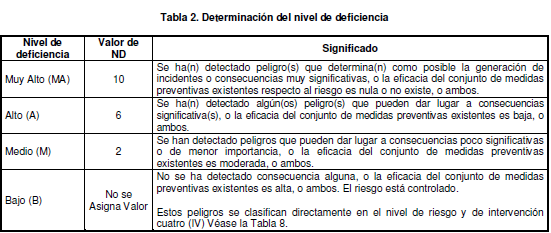 Tabla 2. Determinación del nivel de deficiencia
Nivel de deficiencia
Valor de ND
Significado
Muy Alto (MA)
10
Se ha(n) detectado peligro(s) que determina(n) como posible la generación de
incidentes o consecuencias muy significativas, o la eficacia del conjunto de medidas
preventivas existentes respecto al riesgo es nula o no existe, o ambos.
Alto (A)
6
Se ha(n) detectado algún(os) peligro(s) que pueden dar lugar a consecuencias
significativa(s), o la eficacia del conjunto de medidas preventivas existentes es baja, o
ambos.
Medio (M)
2
Se han detectado peligros que pueden dar lugar a consecuencias poco significativas
o de menor importancia, o la eficacia del conjunto de medidas preventivas
existentes es moderada, o ambos.
Bajo (B)
No se
Asigna Valor
No se ha detectado consecuencia alguna, o la eficacia del conjunto de medidas
preventivas existentes es alta, o ambos. El riesgo está controlado.
Estos peligros se clasifican directamente en el nivel de riesgo y de intervención
cuatro (IV) Véase la Tabla 8.